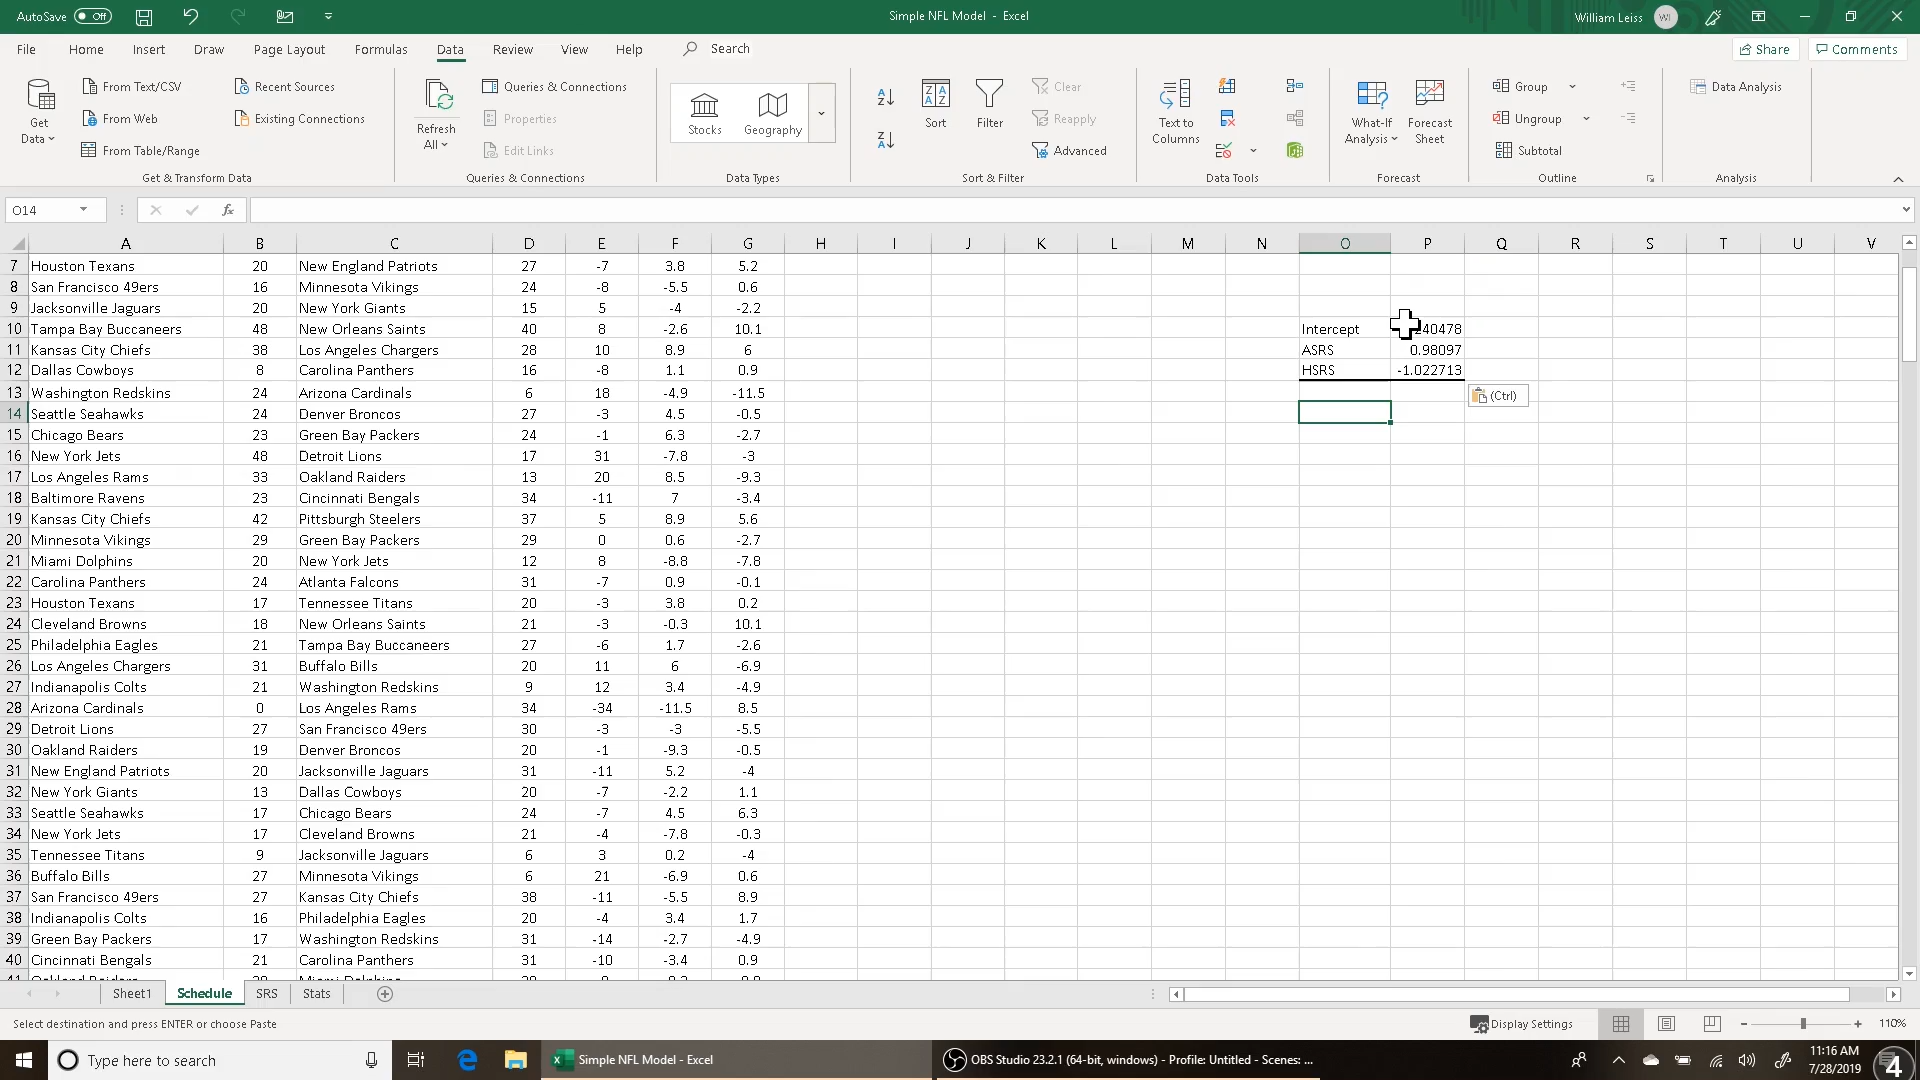 AutoSave Off Simple NFL Model - Excel William Leiss WI
File Home Insert Draw Page Layout Formulas Data Review View Help Search Share Comments
Get Data From Text/CSV From Web From Table/Range Recent Sources Existing Connections
Refresh All Queries & Connections Properties Edit Links
Stocks Geography
Sort Filter Clear Reapply Advanced
Text to Columns
What-If Analysis Forecast Sheet
Group Ungroup Subtotal
Data Analysis
Get & Transform Data Queries & Connections Data Types Sort & Filter Data Tools Forecast Outline Analysis
O14 fx
A B C D E F G H I J K L M N O P Q R S T U V
7 Houston Texans 20 New England Patriots 27 -7 3.8 5.2
8 San Francisco 49ers 16 Minnesota Vikings 24 -8 -5.5 0.6
9 Jacksonville Jaguars 20 New York Giants 15 5 -4 -2.2
10 Tampa Bay Buccaneers 48 New Orleans Saints 40 8 -2.6 10.1 Intercept 240478
11 Kansas City Chiefs 38 Los Angeles Chargers 28 10 8.9 6 ASRS 0.98097
12 Dallas Cowboys 8 Carolina Panthers 16 -8 1.1 0.9 HSRS -1.022713
13 Washington Redskins 24 Arizona Cardinals 6 18 -4.9 -11.5 (Ctrl)
14 Seattle Seahawks 24 Denver Broncos 27 -3 4.5 -0.5
15 Chicago Bears 23 Green Bay Packers 24 -1 6.3 -2.7
16 New York Jets 48 Detroit Lions 17 31 -7.8 -3
17 Los Angeles Rams 33 Oakland Raiders 13 20 8.5 -9.3
18 Baltimore Ravens 23 Cincinnati Bengals 34 -11 7 -3.4
19 Kansas City Chiefs 42 Pittsburgh Steelers 37 5 8.9 5.6
20 Minnesota Vikings 29 Green Bay Packers 29 0 0.6 -2.7
21 Miami Dolphins 20 New York Jets 12 8 -8.8 -7.8
22 Carolina Panthers 24 Atlanta Falcons 31 -7 0.9 -0.1
23 Houston Texans 17 Tennessee Titans 20 -3 3.8 0.2
24 Cleveland Browns 18 New Orleans Saints 21 -3 -0.3 10.1
25 Philadelphia Eagles 21 Tampa Bay Buccaneers 27 -6 1.7 -2.6
26 Los Angeles Chargers 31 Buffalo Bills 20 11 6 -6.9
27 Indianapolis Colts 21 Washington Redskins 9 12 3.4 -4.9
28 Arizona Cardinals 0 Los Angeles Rams 34 -34 -11.5 8.5
29 Detroit Lions 27 San Francisco 49ers 30 -3 -3 -5.5
30 Oakland Raiders 19 Denver Broncos 20 -1 -9.3 -0.5
31 New England Patriots 20 Jacksonville Jaguars 31 -11 5.2 -4
32 New York Giants 13 Dallas Cowboys 20 -7 -2.2 1.1
33 Seattle Seahawks 17 Chicago Bears 24 -7 4.5 6.3
34 New York Jets 17 Cleveland Browns 21 -4 -7.8 -0.3
35 Tennessee Titans 9 Jacksonville Jaguars 6 3 0.2 -4
36 Buffalo Bills 27 Minnesota Vikings 6 21 -6.9 0.6
37 San Francisco 49ers 27 Kansas City Chiefs 38 -11 -5.5 8.9
38 Indianapolis Colts 16 Philadelphia Eagles 20 -4 3.4 1.7
39 Green Bay Packers 17 Washington Redskins 31 -14 -2.7 -4.9
40 Cincinnati Bengals 21 Carolina Panthers 31 -10 -3.4 0.9
Sheet1 Schedule SRS Stats
Select destination and press ENTER or choose Paste Display Settings 110%
Type here to search Simple NFL Model - Excel OBS Studio 23.2.1 (64-bit, windows) - Profile: Untitled - Scenes: ... 11:16 AM
7/28/2019 4